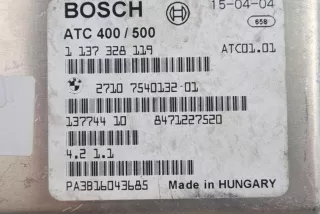 BOSCH 15-04-04
ATC 400 / 500 658
1 137 328 119 ATC01.01
2710 7540132-01
137744 10 8471227520
4.2 1.1
PA3B16043685 Made in HUNGARY